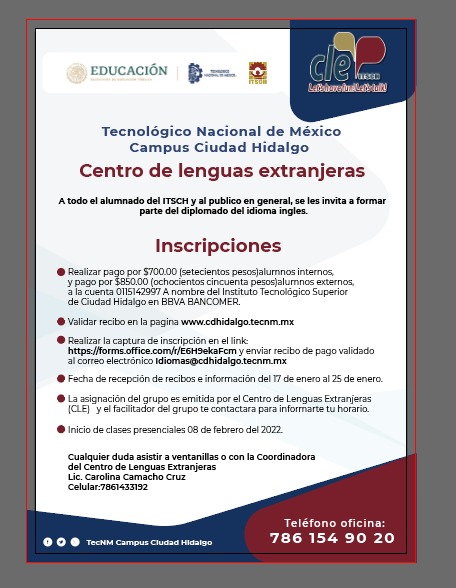 EDUCACIÓN
TECNOLÓGICO
NACIONAL DE MÉXICO
ITSCH
cle
ITSCH
Let's have fun! Let's talk!
Tecnológico Nacional de México
Campus Ciudad Hidalgo
Centro de lenguas extranjeras
A todo el alumnado del ITSCH y al publico en general, se les invita a formar
parte del diplomado del idioma ingles.
Inscripciones
Realizar pago por $700.00 (setecientos pesos)alumnos internos,
y pago por $850.00 (ochocientos cincuenta pesos)alumnos externos,
a la cuenta 0115142997 A nombre del Instituto Tecnológico Superior
de Ciudad Hidalgo en BBVA BANCOMER.
Validar recibo en la pagina www.cdhidalgo.tecnm.mx
Realizar la captura de inscripción en el link:
https://forms.office.com/r/E6H9ekaFcm y enviar recibo de pago validado
al correo electrónico Idiomas@cdhidalgo.tecnm.mx
Fecha de recepción de recibos e información del 17 de enero al 25 de enero.
La asignación del grupo es emitida por el Centro de Lenguas Extranjeras
(CLE) y el facilitador del grupo te contactara para informarte tu horario.
Inicio de clases presenciales 08 de febrero del 2022.
Cualquier duda asistir a ventanillas o con la Coordinadora
del Centro de Lenguas Extranjeras
Lic. Carolina Camacho Cruz
Celular:7861433192
Teléfono oficina:
786 154 90 20
TecNM Campus Ciudad Hidalgo